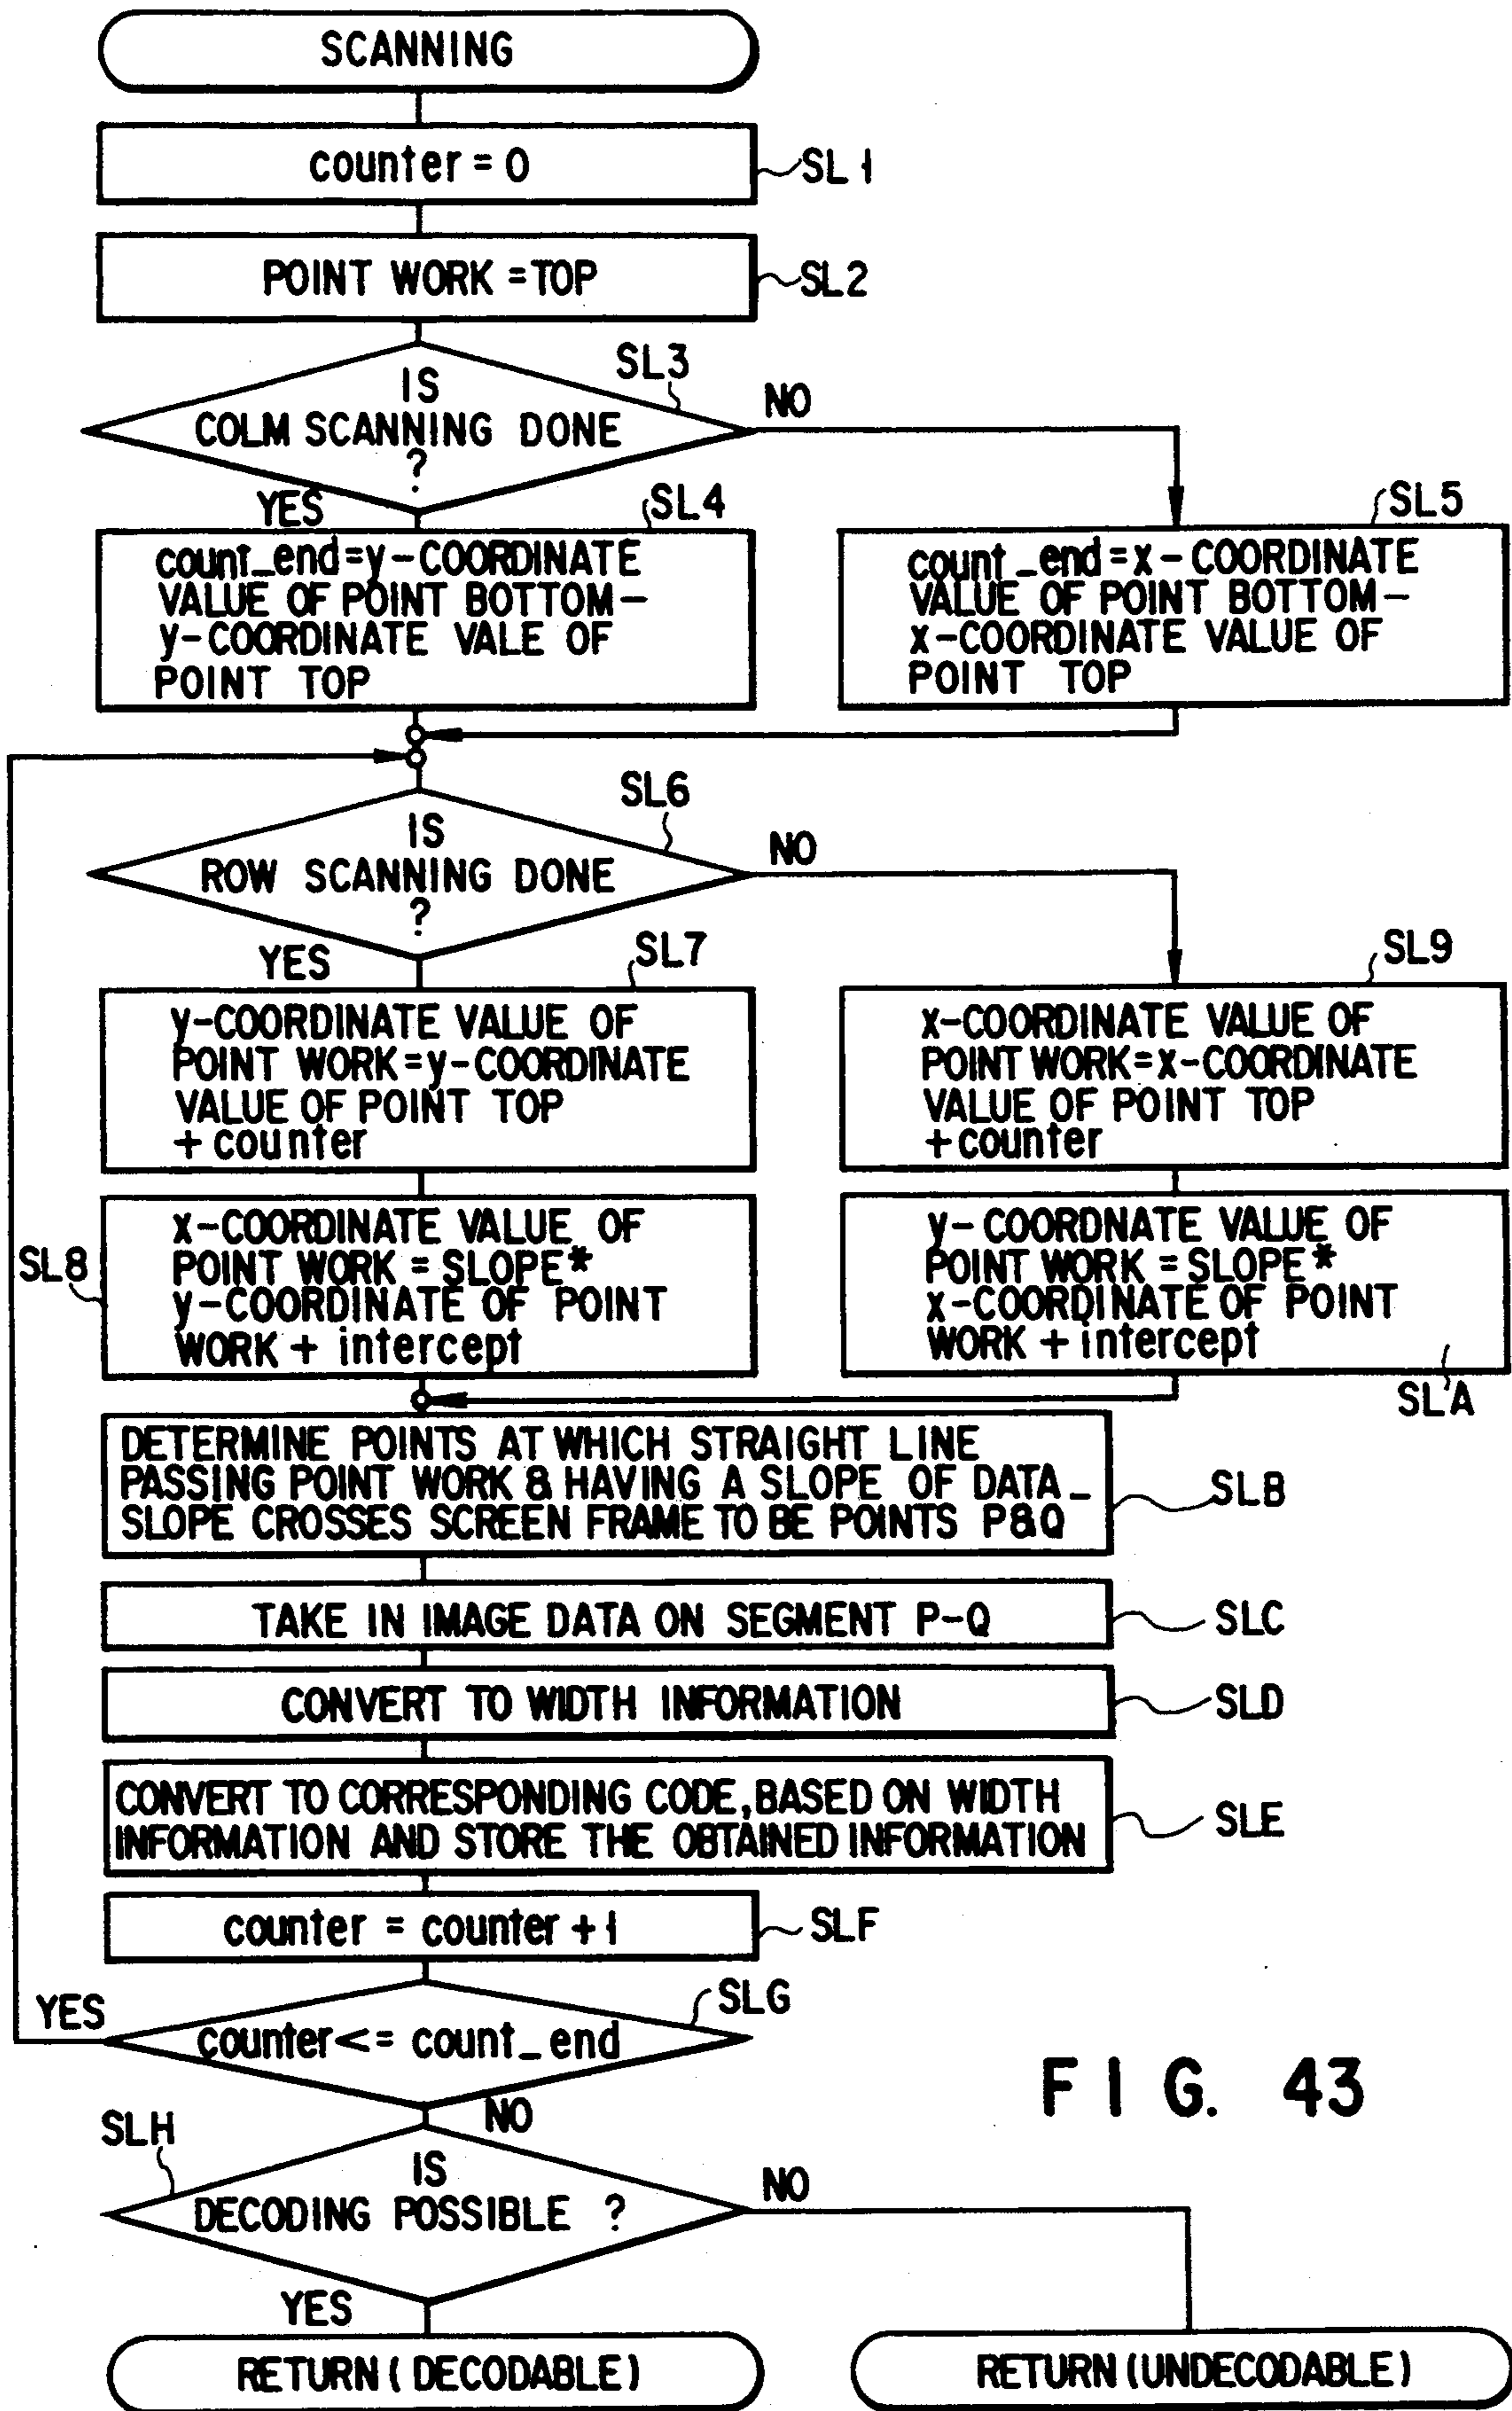 SCANNING
counter = 0
SL1
POINT WORK = TOP
SL2
SL3
IS
COLM SCANNING DONE
?
NO
YES
SL4
count_end=y-COORDINATE
VALUE OF POINT BOTTOM-
y-COORDINATE VALE OF
POINT TOP
SL5
count_end=x-COORDINATE
VALUE OF POINT BOTTOM-
x-COORDINATE VALUE OF
POINT TOP
SL6
IS
ROW SCANNING DONE
?
NO
YES
SL7
y-COORDINATE VALUE OF
POINT WORK=y-COORDINATE
VALUE OF POINT TOP
+counter
SL9
x-COORDINATE VALUE OF
POINT WORK=x-COORDINATE
VALUE OF POINT TOP
+counter
SL8
x-COORDINATE VALUE OF
POINT WORK = SLOPE*
y-COORDINATE OF POINT
WORK + intercept
y-COORDNATE VALUE OF
POINT WORK = SLOPE*
x-COORDINATE OF POINT
WORK + intercept
SLA
DETERMINE POINTS AT WHICH STRAIGHT LINE
PASSING POINT WORK & HAVING A SLOPE OF DATA_
SLOPE CROSSES SCREEN FRAME TO BE POINTS P&Q
SLB
TAKE IN IMAGE DATA ON SEGMENT P-Q
SLC
CONVERT TO WIDTH INFORMATION
SLD
CONVERT TO CORRESPONDING CODE, BASED ON WIDTH
INFORMATION AND STORE THE OBTAINED INFORMATION
SLE
counter = counter +1
SLF
SLG
YES
counter<= count_end
NO
SLH
IS
DECODING POSSIBLE ?
NO
YES
RETURN ( DECODABLE)
RETURN (UNDECODABLE)
FIG. 43